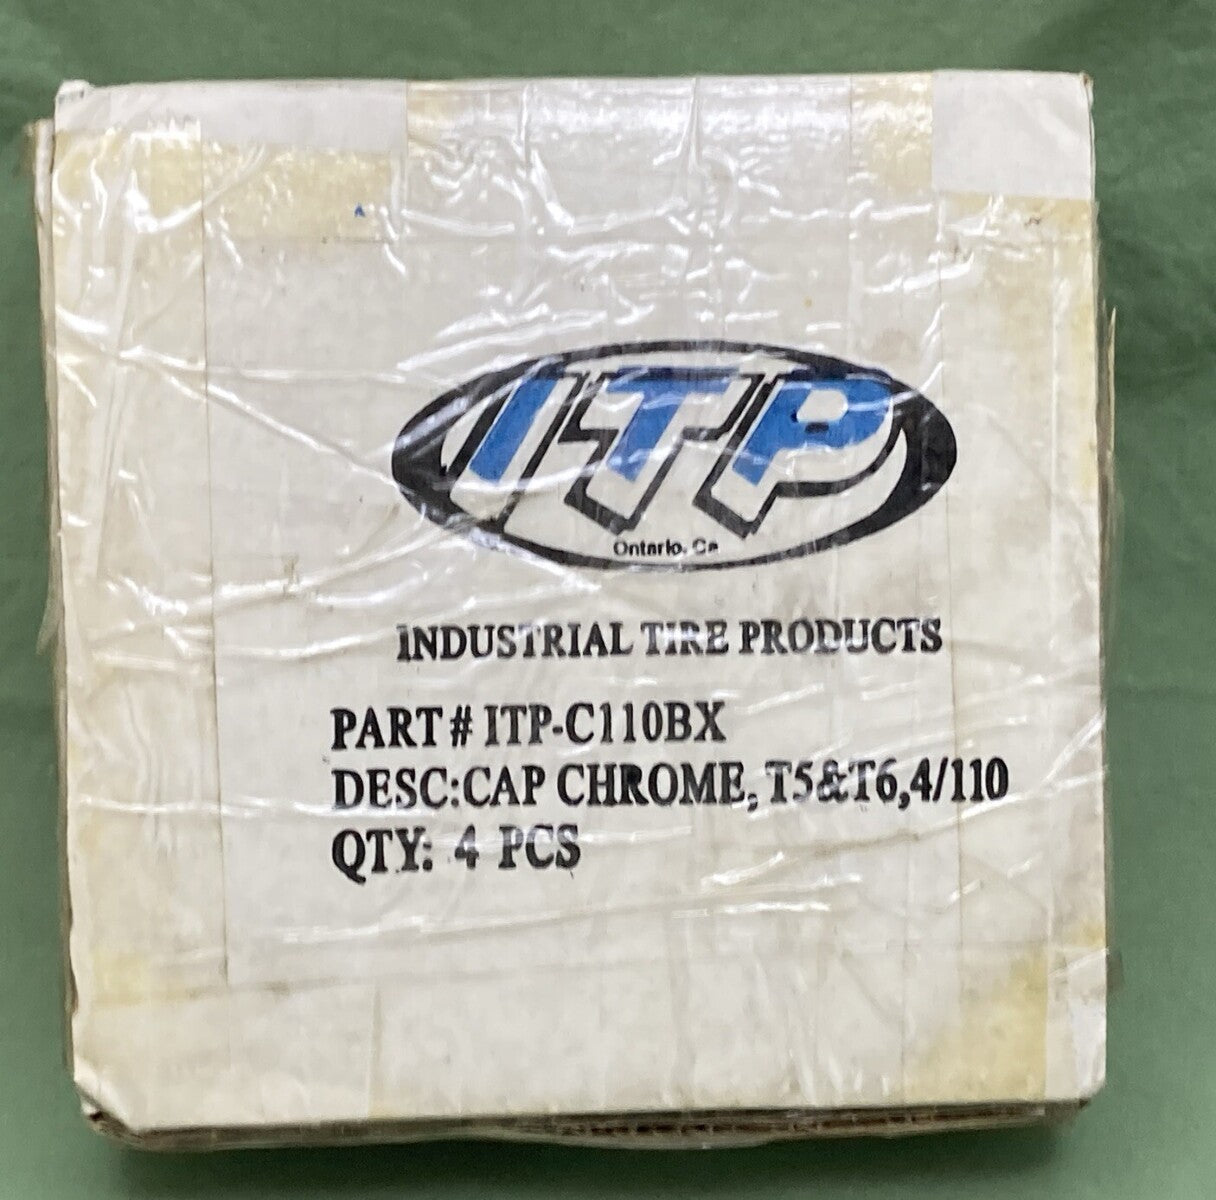 ITP
Ontario, Ca
INDUSTRIAL TIRE PRODUCTS
PART# ITP-C110BX
DESC:CAP CHROME, T5&T6,4/110
QTY: 4 PCS